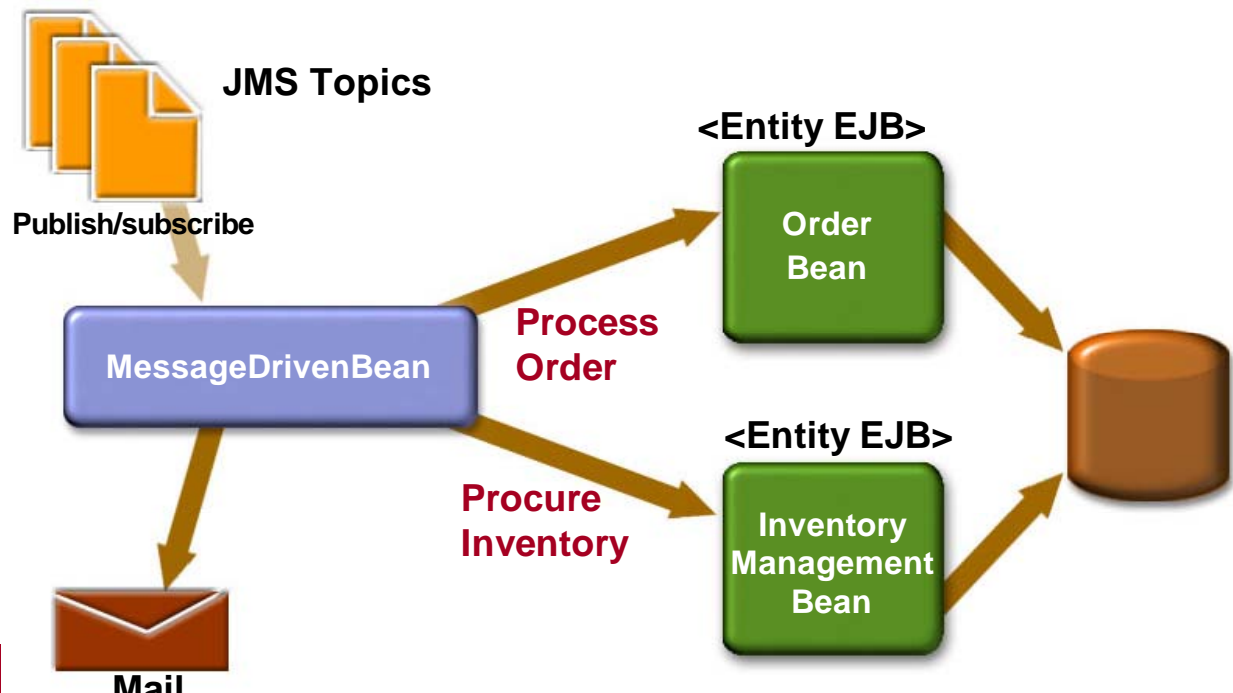 JMS Topics
Publish/subscribe
<Entity EJB>
Order
Bean
Process
Order
MessageDrivenBean
<Entity EJB>
Procure
Inventory
Inventory
Management
Bean
Mail